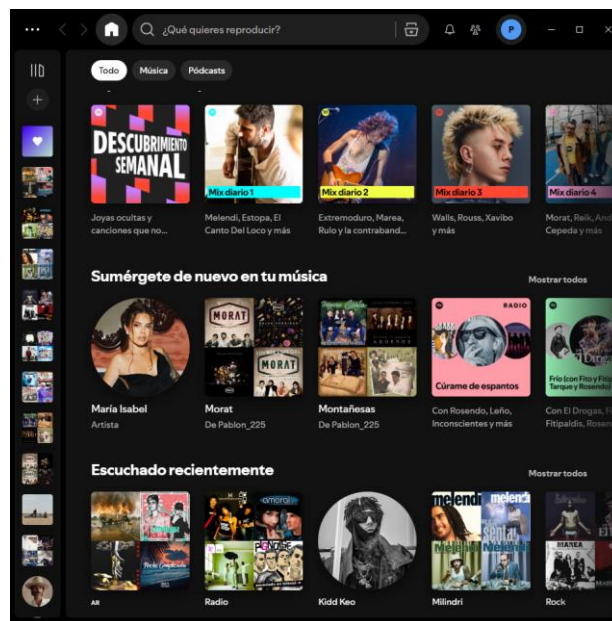 ¿Qué quieres reproducir?
P
Todo
Música
Pódcasts
DESCUBRIMIENTO
SEMANAL
Mix diario 1
Mix diario 2
Mix diario 3
Mix diario 4
Joyas ocultas y
canciones que no...
Melendi, Estopa, El
Canto Del Loco y más
Extremoduro, Marea,
Rulo y la contraband...
Walls, Rouss, Xavibo
y más
Morat, Reik, And
Cepeda y más
Sumérgete de nuevo en tu música
Mostrar todos
MORAT
MORAT
RADIO
Cúrame de espantos
Frío (con Fito y Fitip
Tarque y Rosendo)
María Isabel
Artista
Morat
De Pablon_225
Montañesas
De Pablon_225
Con Rosendo, Leño,
Inconscientes y más
Con El Drogas, F
Fitipaldis, Rosen
Escuchado recientemente
Mostrar todos
amaral
PIGNOISE
melendi
melendi
Melendi
MAREA
AR
Radio
Kidd Keo
Milindri
Rock